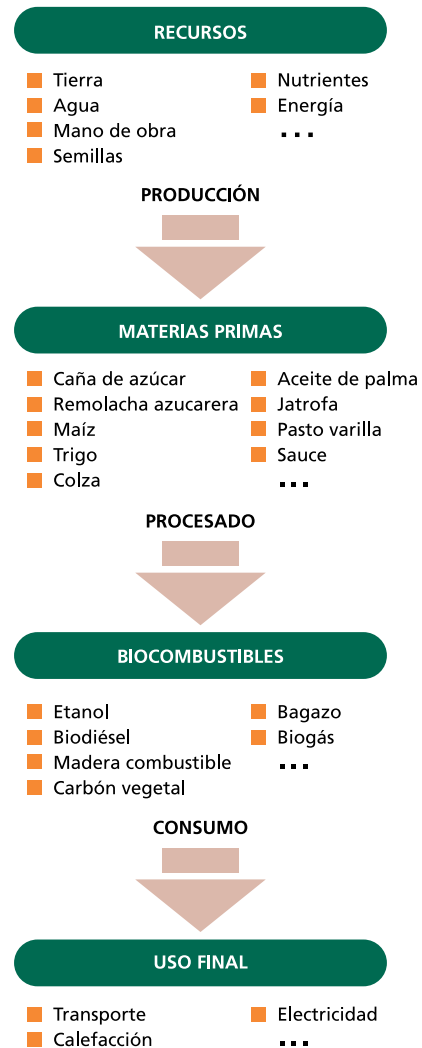 RECURSOS
Tierra
Agua
Mano de obra
Semillas
Nutrientes
Energía
...
PRODUCCIÓN
MATERIAS PRIMAS
Caña de azúcar
Remolacha azucarera
Maíz
Trigo
Colza
Aceite de palma
Jatrofa
Pasto varilla
Sauce
...
PROCESADO
BIOCOMBUSTIBLES
Etanol
Biodiésel
Madera combustible
Carbón vegetal
Bagazo
Biogás
...
CONSUMO
USO FINAL
Transporte
Calefacción
Electricidad
...